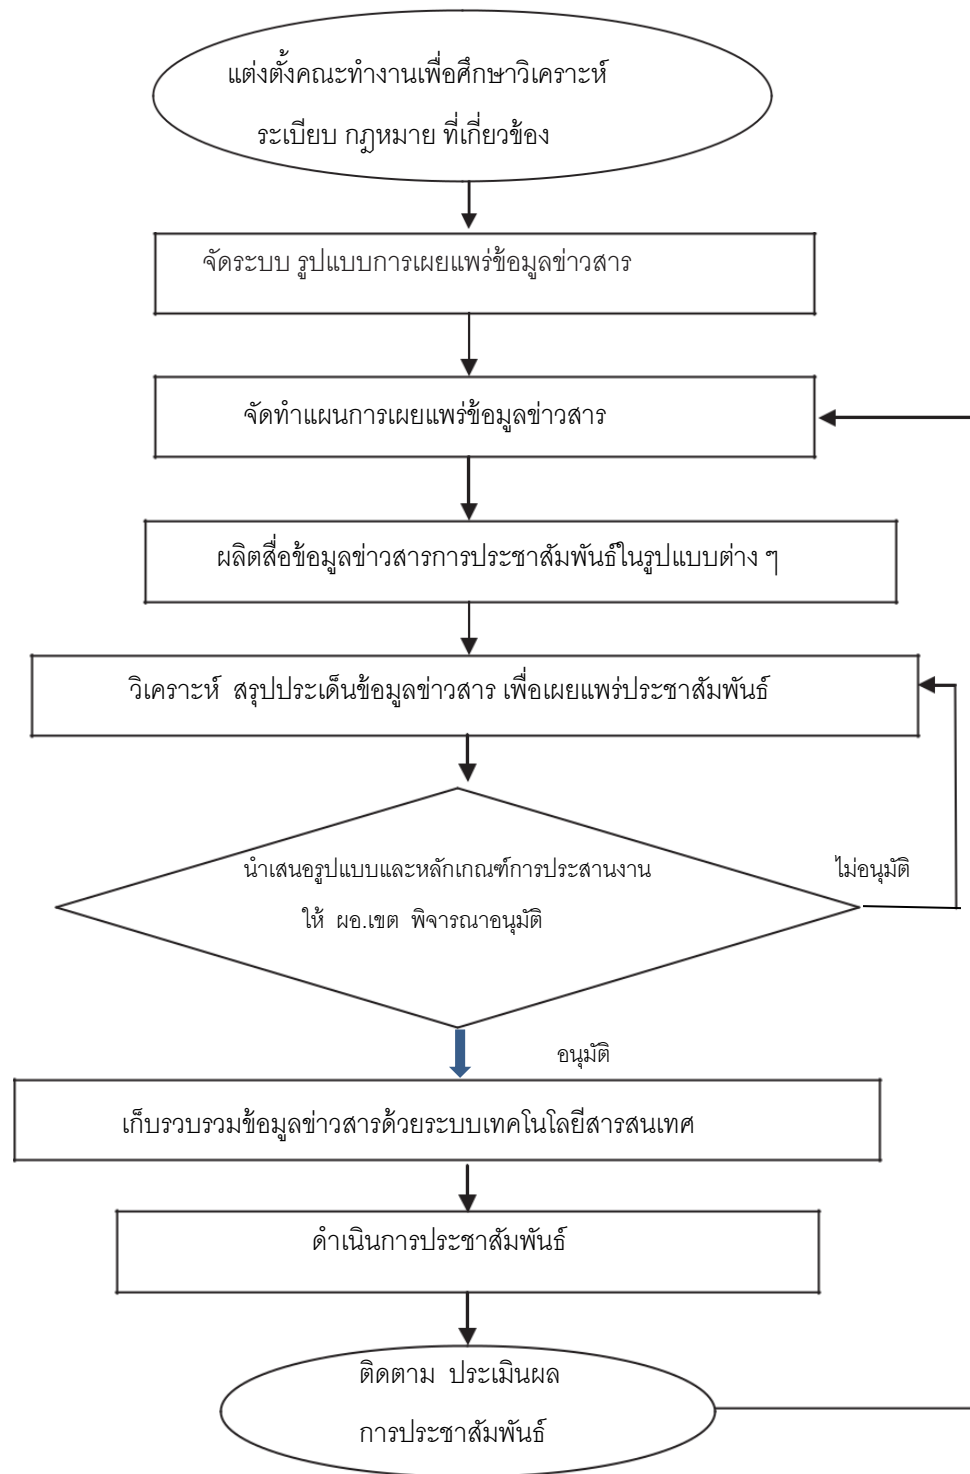 แต่งตั้งคณะทำงานเพื่อศึกษาวิเคราะห์
ระเบียบ กฎหมาย ที่เกี่ยวข้อง
จัดระบบ รูปแบบการเผยแพร่ข้อมูลข่าวสาร
จัดทำแผนการเผยแพร่ข้อมูลข่าวสาร
ผลิตสื่อข้อมูลข่าวสารการประชาสัมพันธ์ในรูปแบบต่าง ๆ
วิเคราะห์ สรุปประเด็นข้อมูลข่าวสาร เพื่อเผยแพร่ประชาสัมพันธ์
นำเสนอรูปแบบและหลักเกณฑ์การประสานงาน
ให้ ผอ.เขต พิจารณาอนุมัติ
ไม่อนุมัติ
อนุมัติ
เก็บรวบรวมข้อมูลข่าวสารด้วยระบบเทคโนโลยีสารสนเทศ
ดำเนินการประชาสัมพันธ์
ติดตาม ประเมินผล
การประชาสัมพันธ์